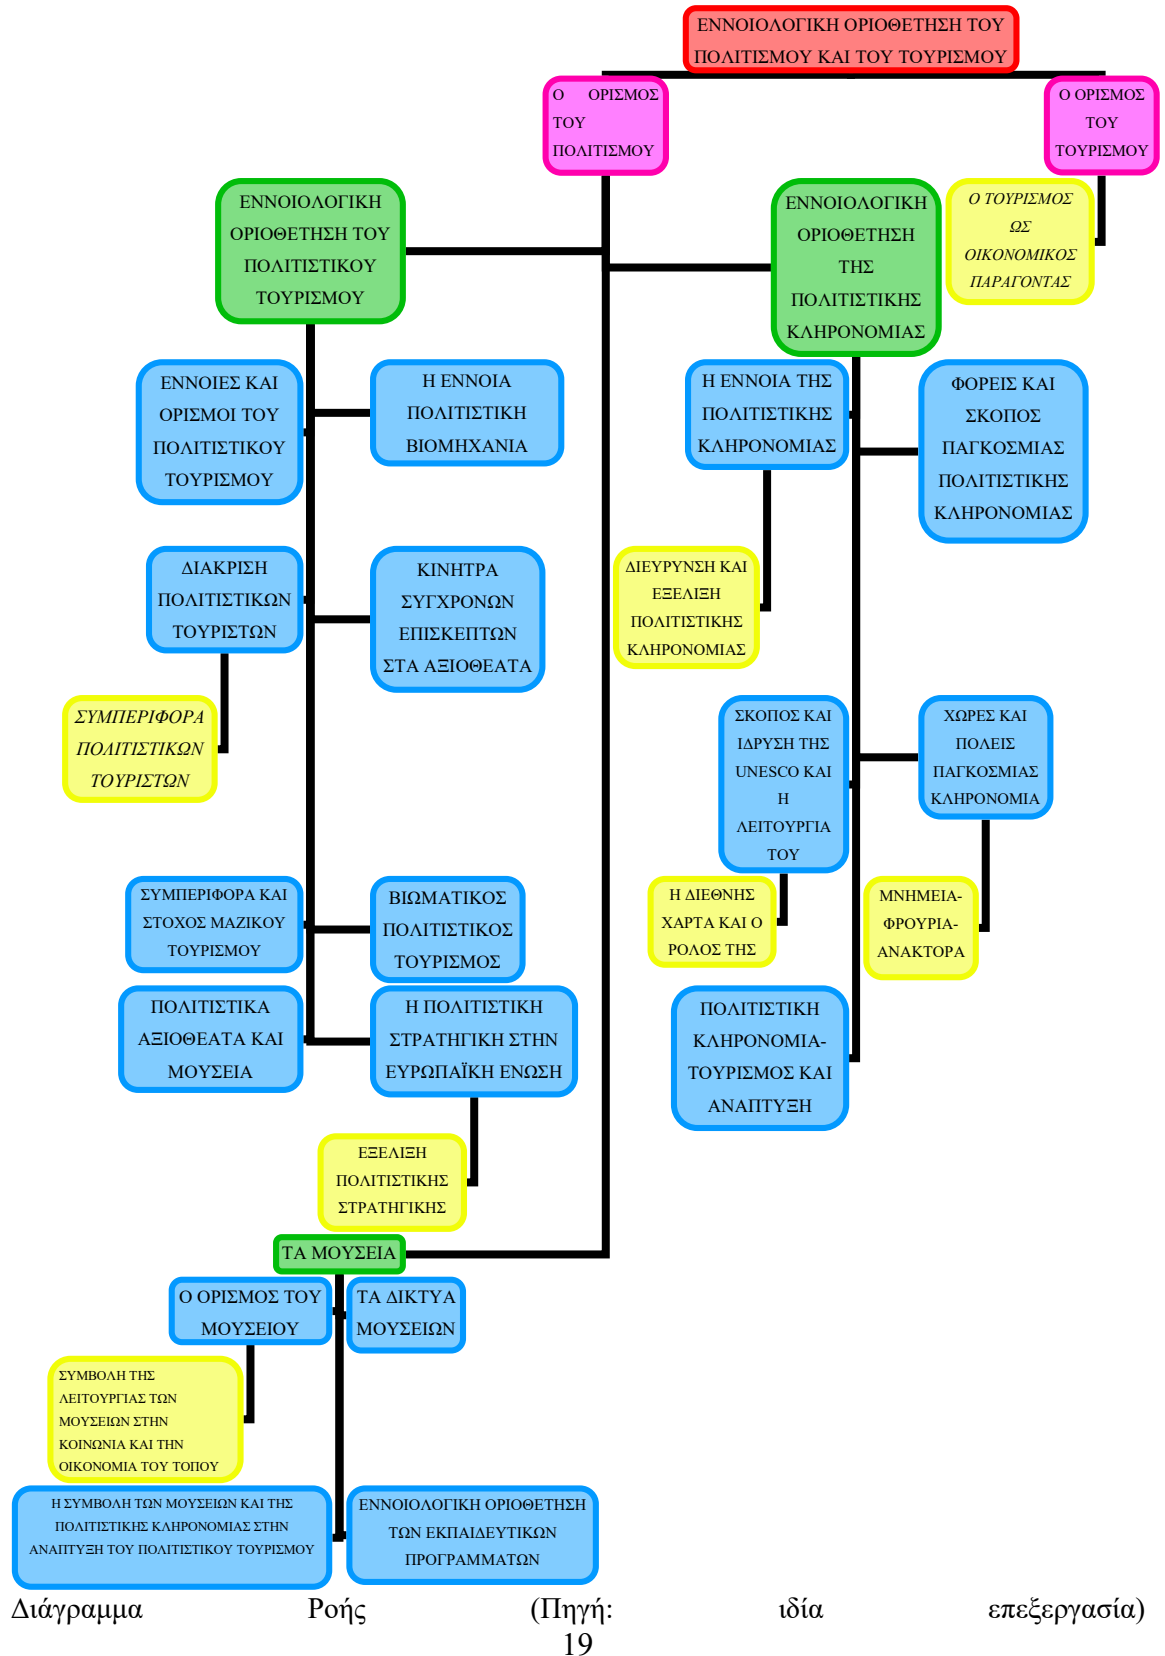 ΕΝΝΟΙΟΛΟΓΙΚΗ ΟΡΙΟΘΕΤΗΣΗ ΤΟΥ
ΠΟΛΙΤΙΣΜΟΥ ΚΑΙ ΤΟΥ ΤΟΥΡΙΣΜΟΥ
Ο ΟΡΙΣΜΟΣ
ΤΟΥ
ΠΟΛΙΤΙΣΜΟΥ
Ο ΟΡΙΣΜΟΣ
ΤΟΥ
ΤΟΥΡΙΣΜΟΥ
ΕΝΝΟΙΟΛΟΓΙΚΗ
ΟΡΙΟΘΕΤΗΣΗ ΤΟΥ
ΠΟΛΙΤΙΣΤΙΚΟΥ
ΤΟΥΡΙΣΜΟΥ
ΕΝΝΟΙΟΛΟΓΙΚΗ
ΟΡΙΟΘΕΤΗΣΗ
ΤΗΣ
ΠΟΛΙΤΙΣΤΙΚΗΣ
ΚΛΗΡΟΝΟΜΙΑΣ
Ο ΤΟΥΡΙΣΜΟΣ
ΩΣ
ΟΙΚΟΝΟΜΙΚΟΣ
ΠΑΡΑΓΟΝΤΑΣ
ΕΝΝΟΙΕΣ ΚΑΙ
ΟΡΙΣΜΟΙ ΤΟΥ
ΠΟΛΙΤΙΣΤΙΚΟΥ
ΤΟΥΡΙΣΜΟΥ
Η ΕΝΝΟΙΑ
ΠΟΛΙΤΙΣΤΙΚΗ
ΒΙΟΜΗΧΑΝΙΑ
Η ΕΝΝΟΙΑ ΤΗΣ
ΠΟΛΙΤΙΣΤΙΚΗΣ
ΚΛΗΡΟΝΟΜΙΑΣ
ΦΟΡΕΙΣ ΚΑΙ
ΣΚΟΠΟΣ
ΠΑΓΚΟΣΜΙΑΣ
ΠΟΛΙΤΙΣΤΙΚΗΣ
ΚΛΗΡΟΝΟΜΙΑΣ
ΔΙΑΚΡΙΣΗ
ΠΟΛΙΤΙΣΤΙΚΩΝ
ΤΟΥΡΙΣΤΩΝ
ΚΙΝΗΤΡΑ
ΣΥΓΧΡΟΝΩΝ
ΕΠΙΣΚΕΠΤΩΝ
ΣΤΑ ΑΞΙΟΘΕΑΤΑ
ΔΙΕΥΡΥΝΣΗ ΚΑΙ
ΕΞΕΛΙΞΗ
ΠΟΛΙΤΙΣΤΙΚΗΣ
ΚΛΗΡΟΝΟΜΙΑΣ
ΣΥΜΠΕΡΙΦΟΡΑ
ΠΟΛΙΤΙΣΤΙΚΩΝ
ΤΟΥΡΙΣΤΩΝ
ΣΚΟΠΟΣ ΚΑΙ
ΙΔΡΥΣΗ ΤΗΣ
UNESCO ΚΑΙ
Η
ΛΕΙΤΟΥΡΓΙΑ
ΤΟΥ
ΧΩΡΕΣ ΚΑΙ
ΠΟΛΕΙΣ
ΠΑΓΚΟΣΜΙΑΣ
ΚΛΗΡΟΝΟΜΙΑ
ΣΥΜΠΕΡΙΦΟΡΑ ΚΑΙ
ΣΤΟΧΟΣ ΜΑΖΙΚΟΥ
ΤΟΥΡΙΣΜΟΥ
ΒΙΩΜΑΤΙΚΟΣ
ΠΟΛΙΤΙΣΤΙΚΟΣ
ΤΟΥΡΙΣΜΟΣ
Η ΔΙΕΘΝΗΣ
ΧΑΡΤΑ ΚΑΙ Ο
ΡΟΛΟΣ ΤΗΣ
ΜΝΗΜΕΙΑ-
ΦΡΟΥΡΙΑ-
ΑΝΑΚΤΟΡΑ
ΠΟΛΙΤΙΣΤΙΚΑ
ΑΞΙΟΘΕΑΤΑ ΚΑΙ
ΜΟΥΣΕΙΑ
Η ΠΟΛΙΤΙΣΤΙΚΗ
ΣΤΡΑΤΗΓΙΚΗ ΣΤΗΝ
ΕΥΡΩΠΑΪΚΗ ΕΝΩΣΗ
ΠΟΛΙΤΙΣΤΙΚΗ
ΚΛΗΡΟΝΟΜΙΑ-
ΤΟΥΡΙΣΜΟΣ ΚΑΙ
ΑΝΑΠΤΥΞΗ
ΕΞΕΛΙΞΗ
ΠΟΛΙΤΙΣΤΙΚΗΣ
ΣΤΡΑΤΗΓΙΚΗΣ
ΤΑ ΜΟΥΣΕΙΑ
Ο ΟΡΙΣΜΟΣ ΤΟΥ
ΜΟΥΣΕΙΟΥ
ΤΑ ΔΙΚΤΥΑ
ΜΟΥΣΕΙΩΝ
ΣΥΜΒΟΛΗ ΤΗΣ
ΛΕΙΤΟΥΡΓΙΑΣ ΤΩΝ
ΜΟΥΣΕΙΩΝ ΣΤΗΝ
ΚΟΙΝΩΝΙΑ ΚΑΙ ΤΗΝ
ΟΙΚΟΝΟΜΙΑ ΤΟΥ ΤΟΠΟΥ
Η ΣΥΜΒΟΛΗ ΤΩΝ ΜΟΥΣΕΙΩΝ ΚΑΙ ΤΗΣ
ΠΟΛΙΤΙΣΤΙΚΗΣ ΚΛΗΡΟΝΟΜΙΑΣ ΣΤΗΝ
ΑΝΑΠΤΥΞΗ ΤΟΥ ΠΟΛΙΤΙΣΤΙΚΟΥ ΤΟΥΡΙΣΜΟΥ
ΕΝΝΟΙΟΛΟΓΙΚΗ ΟΡΙΟΘΕΤΗΣΗ
ΤΩΝ ΕΚΠΑΙΔΕΥΤΙΚΩΝ
ΠΡΟΓΡΑΜΜΑΤΩΝ
Διάγραμμα Ροής (Πηγή: ιδία επεξεργασία)
19